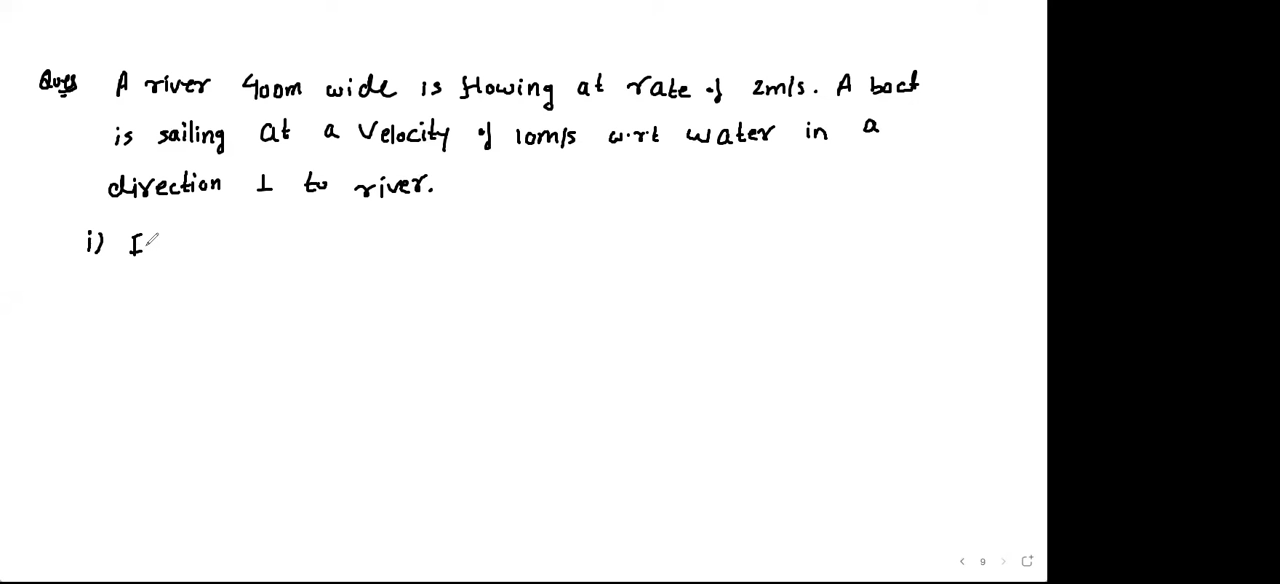 Ques A river 400m wide is flowing at rate of 2m/s. A boat
is sailing at a velocity of 10m/s w.r.t water in a
direction ⊥ to river.
i) I
9